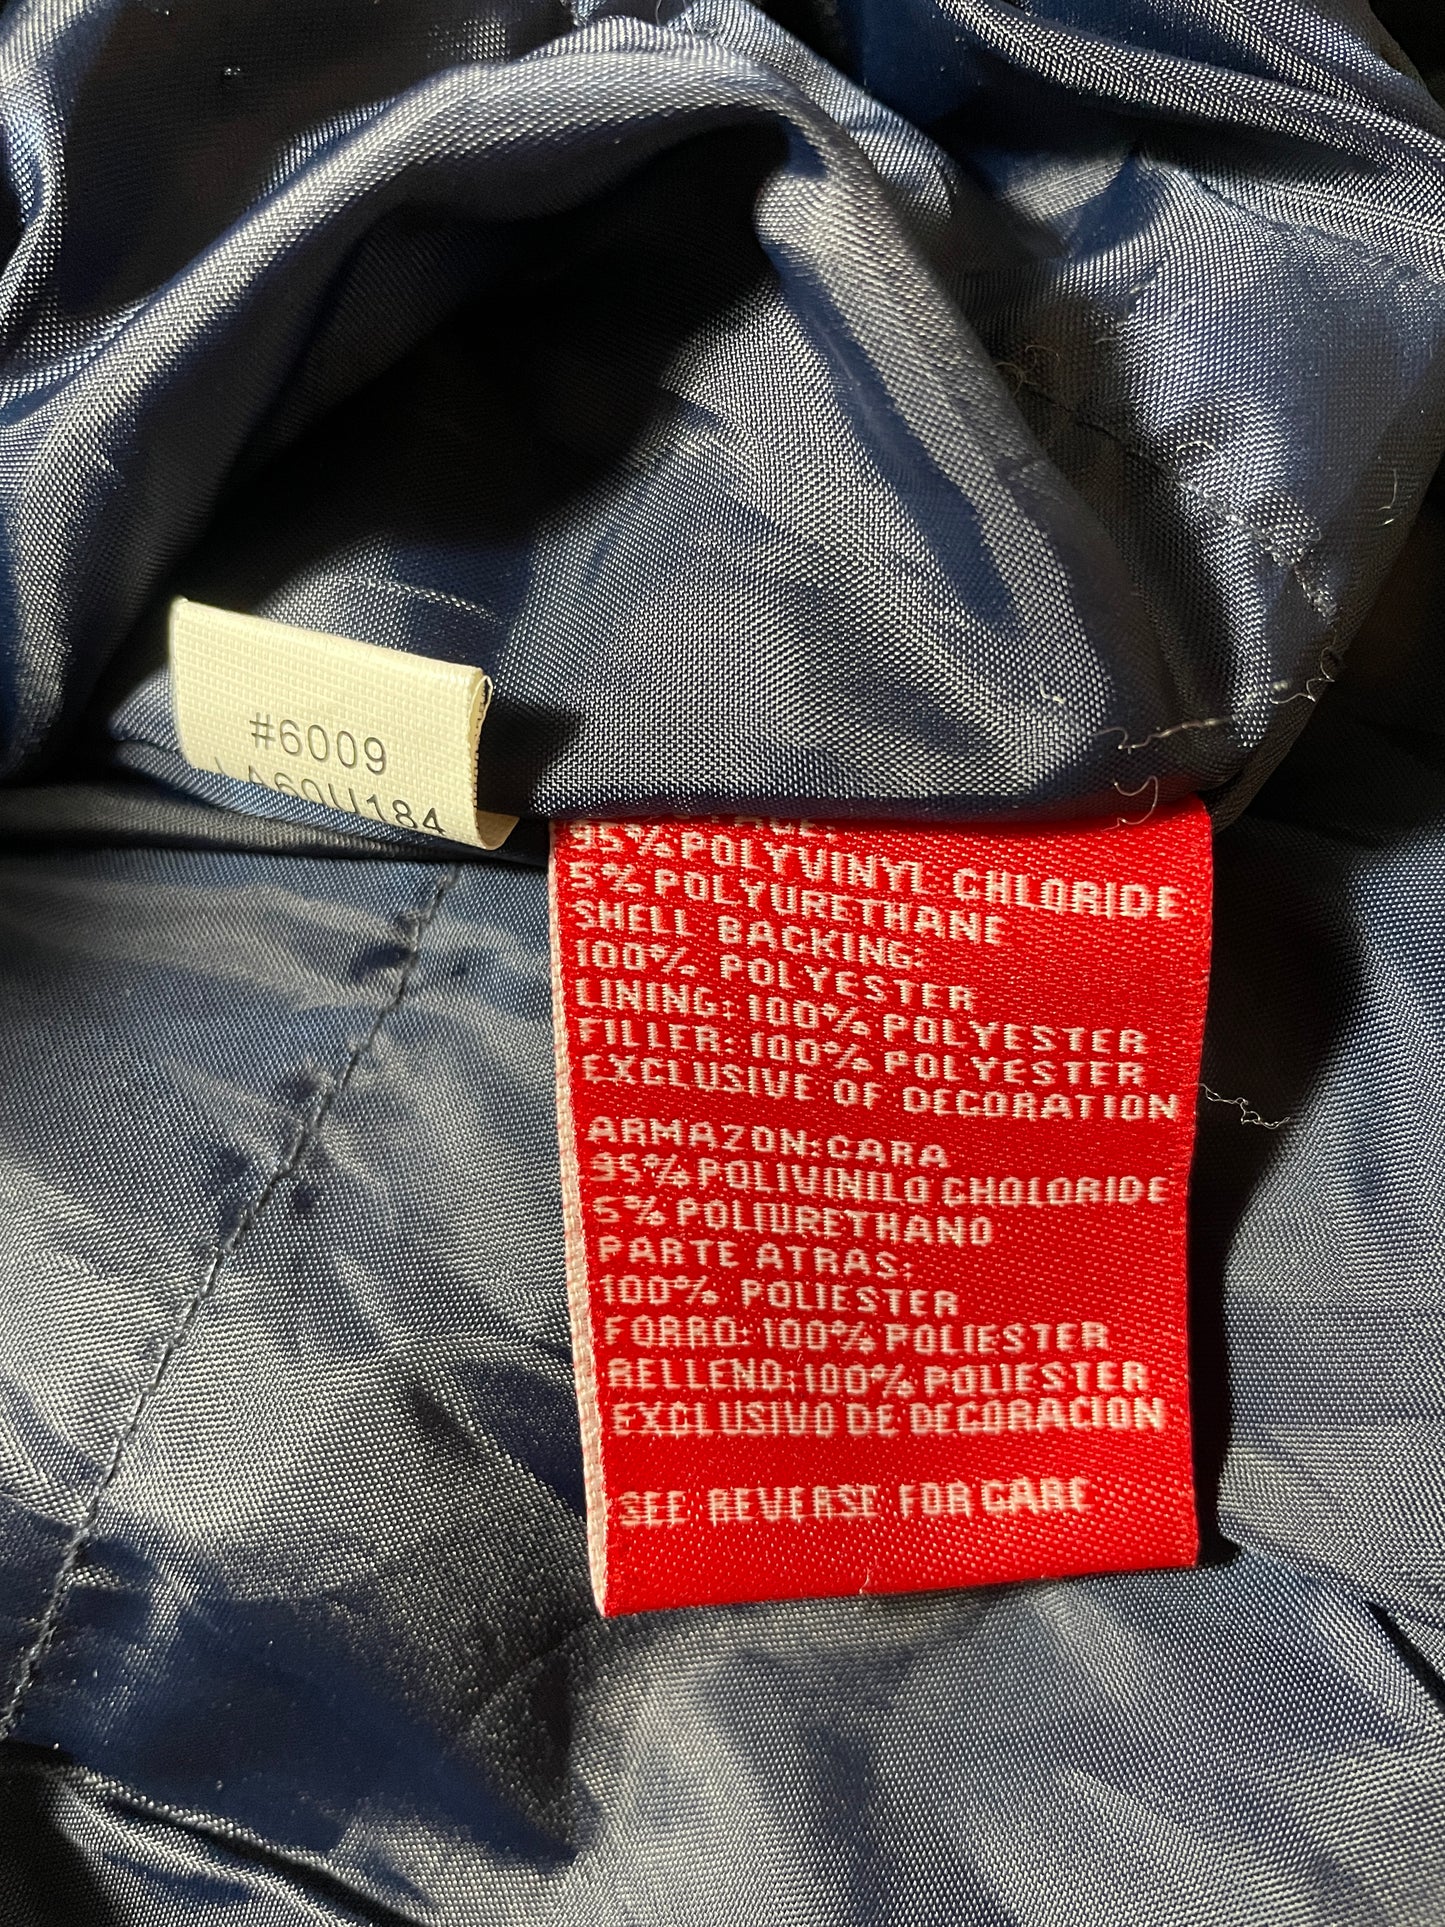 #6009
95% POLYVINYL CHLORIDE
5% POLYURETHANE
SHELL BACKING:
100% POLYESTER
LINING: 100% POLYESTER
FILLER: 100% POLYESTER
EXCLUSIVE OF DECORATION
ARMAZON: CARA
95% POLIVINILO CHOLORIDE
5% POLIURETHANO
PARTE ATRAS:
100% POLIESTER
FORRO: 100% POLIESTER
RELLENO: 100% POLIESTER
EXCLUSIVO DE DECORACION
SEE REVERSE FOR CARE